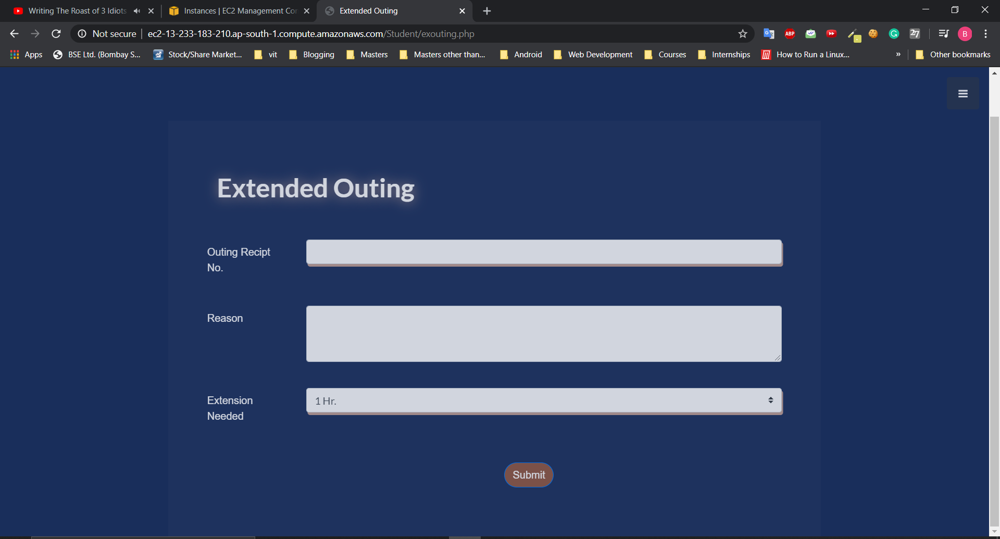 Writing The Roast of 3 Idiots
Instances | EC2 Management Con
Extended Outing
Not secure
ec2-13-233-183-210.ap-south-1.compute.amazonaws.com/Student/exouting.php
ABP
27
B
Apps
BSE Ltd. (Bombay S...
Stock/Share Market...
vit
Blogging
Masters
Masters other than...
Android
Web Development
Courses
Internships
How to Run a Linux...
»
Other bookmarks
Extended Outing
Outing Recipt
No.
Reason
Extension
Needed
1 Hr.
Submit